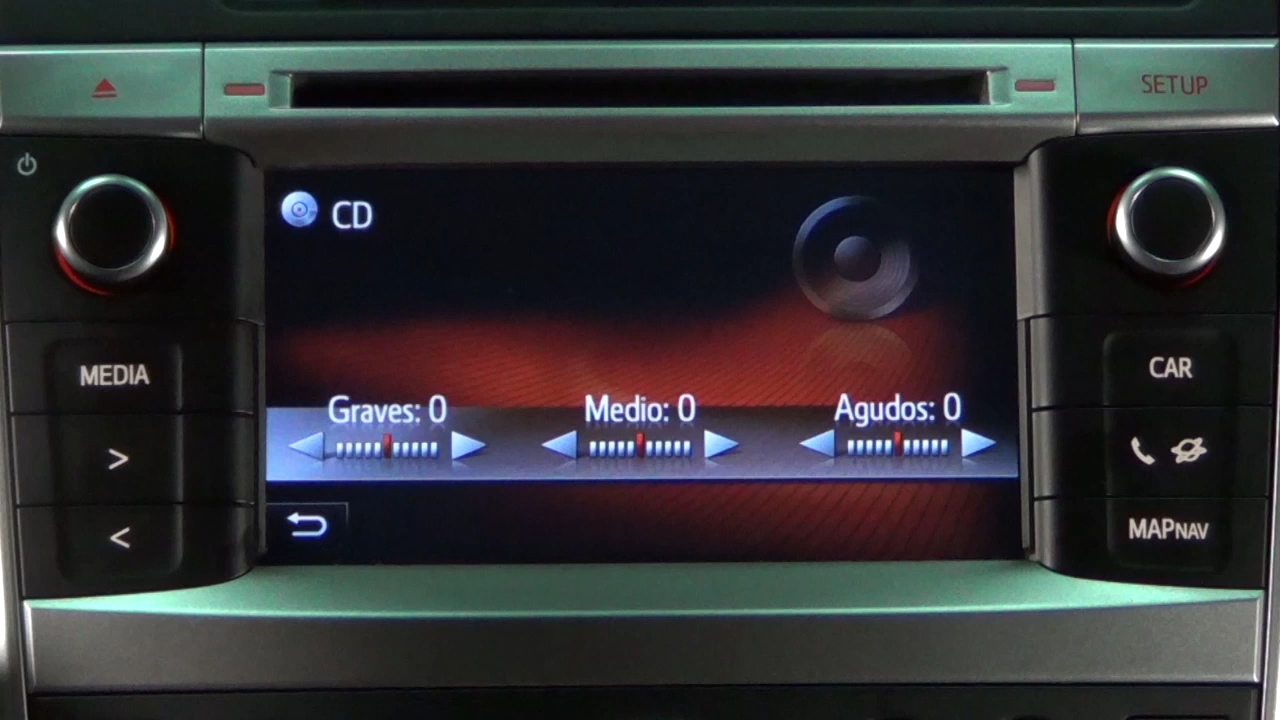 SETUP
CD
MEDIA
CAR
Graves: 0
Medio: 0
Agudos: 0
>
<
MAPNAV